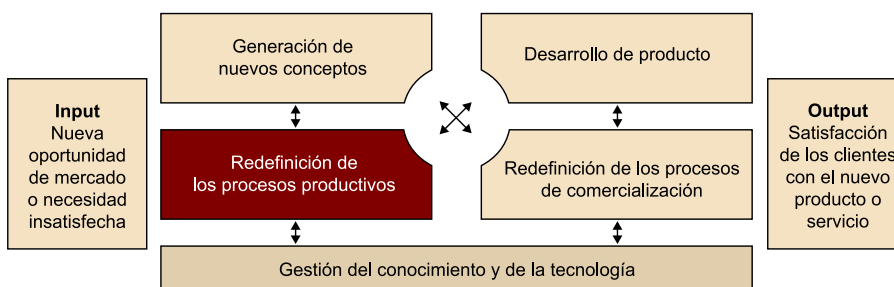 Input
Nueva
oportunidad
de mercado
o necesidad
insatisfecha
Generación de
nuevos conceptos
Desarrollo de producto
Redefinición de
los procesos productivos
Redefinición de los procesos
de comercialización
Gestión del conocimiento y de la tecnología
Output
Satisfacción
de los clientes
con el nuevo
producto o
servicio